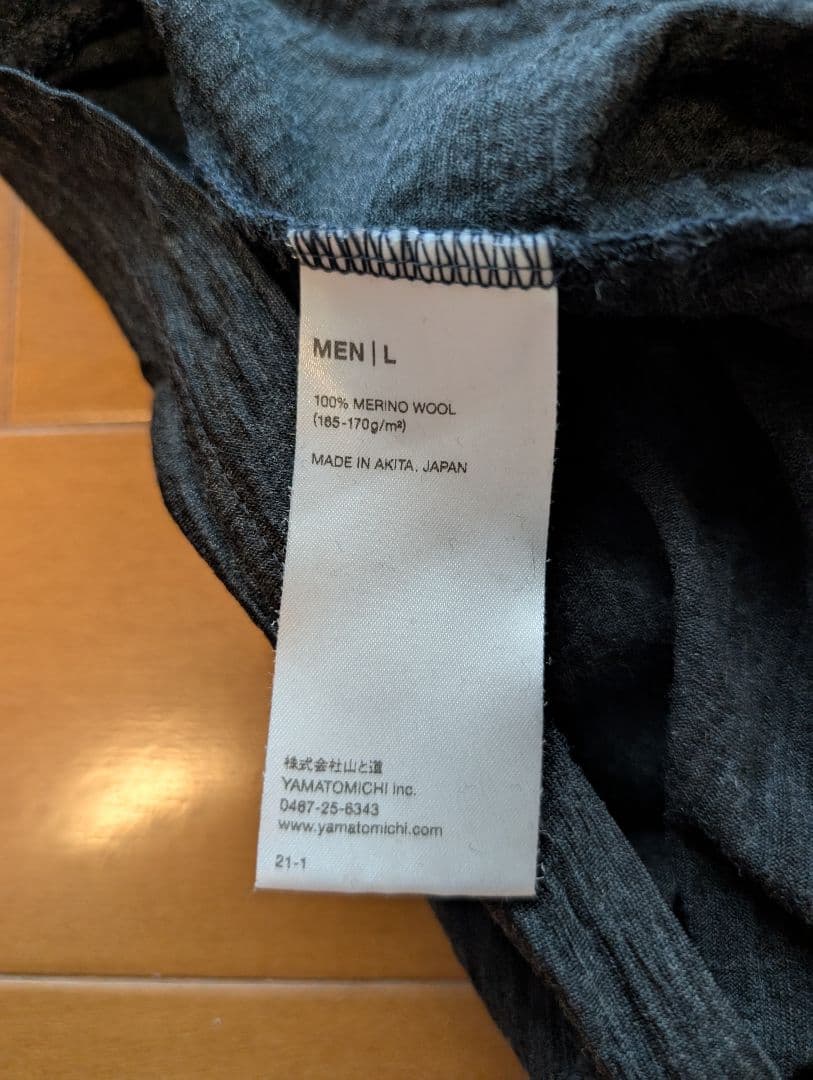 MEN | L
100% MERINO WOOL
(165-170g/m²)
MADE IN AKITA, JAPAN
株式会社山と道
YAMATOMICHI Inc.
0467-25-6343
www.yamatomichi.com
21-1